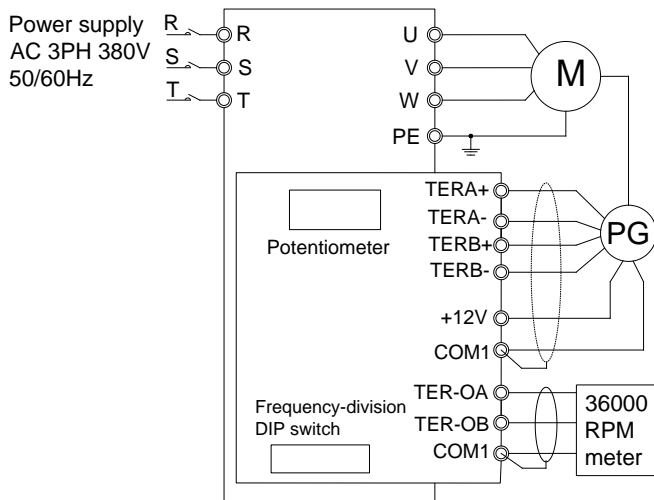 Power supply
AC 3PH 380V
50/60Hz
R
S
T
R
S
T
U
V
W
PE
M
TERA+
TERA-
TERB+
TERB-
+12V
COM1
PG
Potentiometer
Frequency-division
DIP switch
TER-OA
TER-OB
COM1
36000
RPM
meter